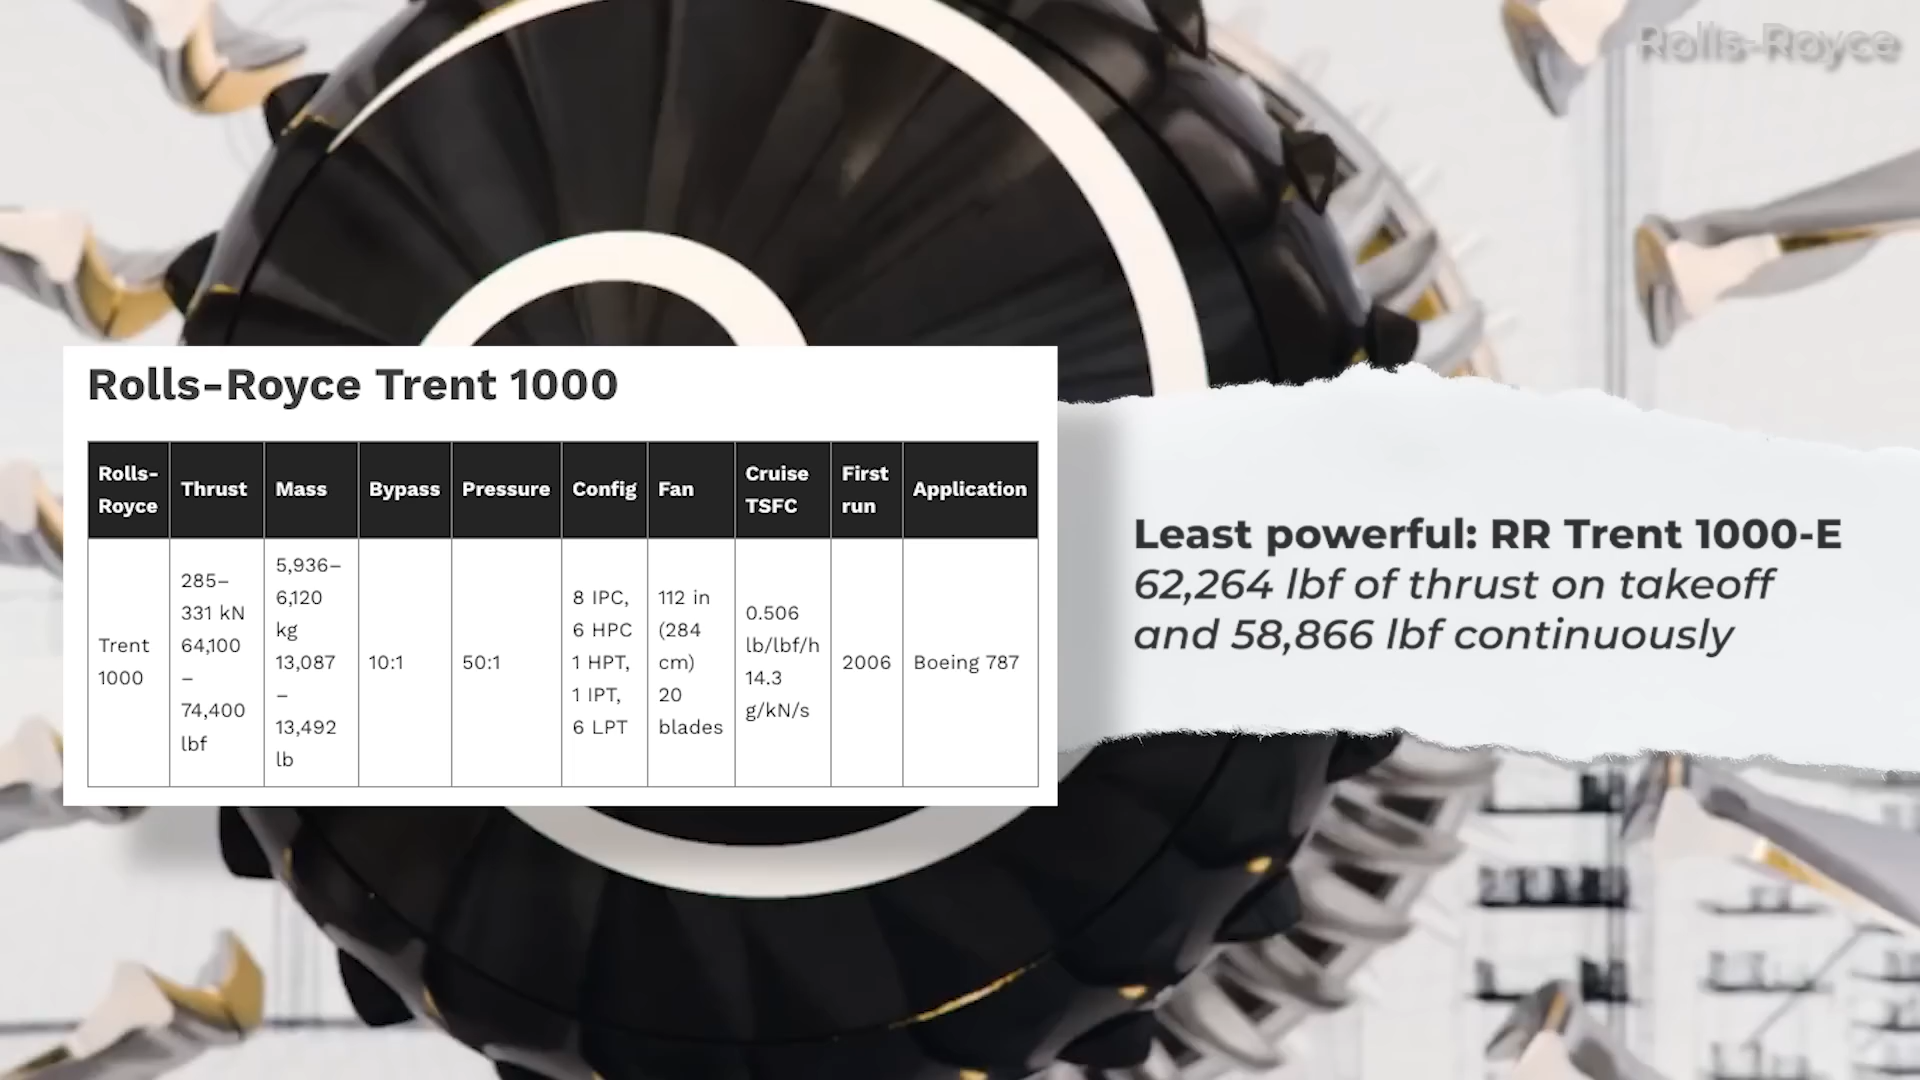 Rolls-Royce
Rolls-Royce Trent 1000
Rolls-
Royce
Thrust
Mass
Bypass
Pressure
Config
Fan
Cruise
TSFC
First
run
Application
Trent
1000
285–
331 kN
64,100
–
74,400
lbf
5,936–
6,120
kg
13,087
–
13,492
lb
10:1
50:1
8 IPC,
6 HPC
1 HPT,
1 IPT,
6 LPT
112 in
(284
cm)
20
blades
0.506
lb/lbf/h
14.3
g/kN/s
2006
Boeing 787
Least powerful: RR Trent 1000-E
62,264 lbf of thrust on takeoff
and 58,866 lbf continuously